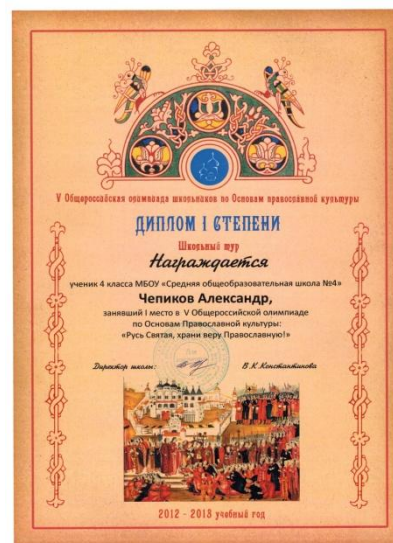 V Общероссийская олимпиада школьников по Основам православной культуры
ДИПЛОМ I СТЕПЕНИ
Школьный тур
Награждается
ученик 4 класса МБОУ «Средняя общеобразовательная школа №4»
Чепиков Александр,
занявший I место в V Общероссийской олимпиаде
по Основам Православной культуры:
«Русь Святая, храни веру Православную!»
Директор школы: В.К. Константинова
2012 - 2013 учебный год